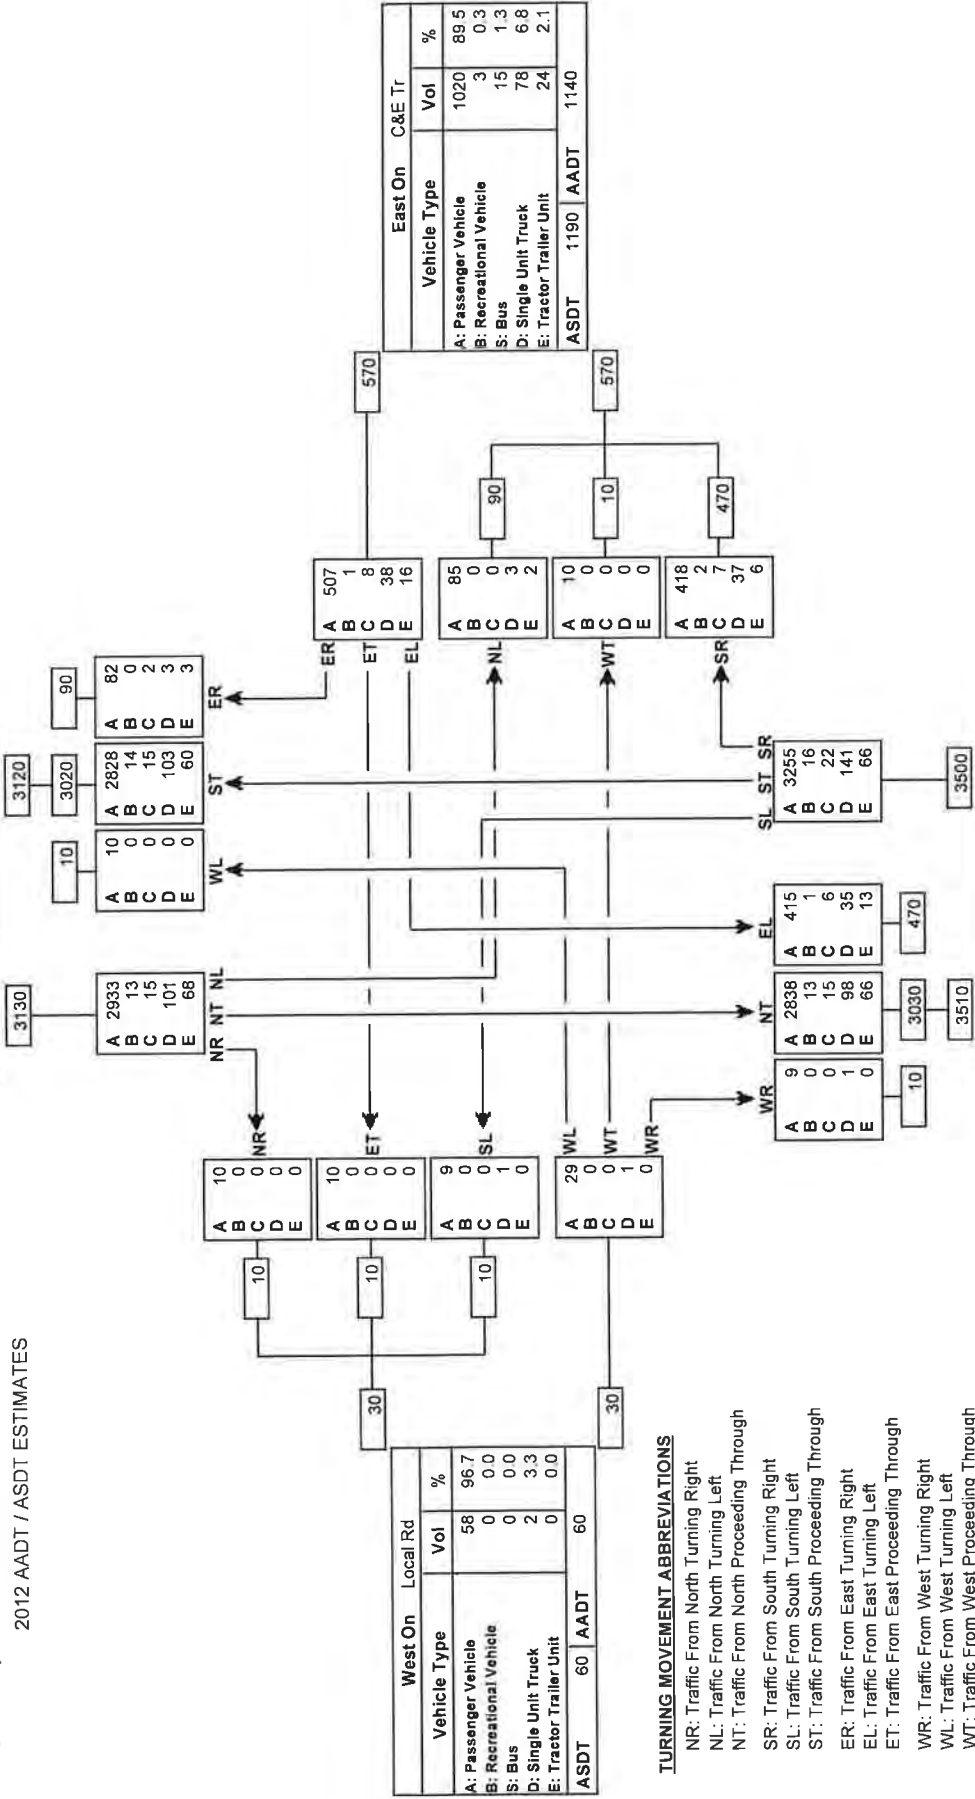 2012 AADT / ASDT ESTIMATES
3130
3120
10
3020
90
A 2933
B 13
C 15
D 101
E 68
A 10
B 0
C 0
D 0
E 0
A 2828
B 14
C 15
D 103
E 60
A 82
B 0
C 2
D 3
E 3
NR NT NL
WL
ST
ER
West On Local Rd
Vehicle Type Vol %
A: Passenger Vehicle 58 96.7
B: Recreational Vehicle 0 0.0
S: Bus 0 0.0
D: Single Unit Truck 2 3.3
E: Tractor Trailer Unit 0 0.0
ASDT 60 AADT 60
30
30
10
A 10
B 0
C 0
D 0
E 0
NR
10
A 10
B 0
C 0
D 0
E 0
ET
10
A 9
B 0
C 0
D 1
E 0
SL
A 29
B 0
C 0
D 1
E 0
WL
WT
WR
ER
ET
EL
A 507
B 1
C 8
D 38
E 16
570
NL
A 85
B 0
C 0
D 3
E 2
90
WT
A 10
B 0
C 0
D 0
E 0
10
SR
A 418
B 2
C 7
D 37
E 6
470
570
East On C&E Tr
Vehicle Type Vol %
A: Passenger Vehicle 1020 89.5
B: Recreational Vehicle 3 0.3
S: Bus 15 1.3
D: Single Unit Truck 78 6.8
E: Tractor Trailer Unit 24 2.1
ASDT 1190 AADT 1140
WR
NT
EL
SL ST SR
A 9
B 0
C 0
D 1
E 0
A 2838
B 13
C 15
D 98
E 66
A 415
B 1
C 6
D 35
E 13
A 3255
B 16
C 22
D 141
E 66
10
3030
470
3510
3500
TURNING MOVEMENT ABBREVIATIONS
NR: Traffic From North Turning Right
NL: Traffic From North Turning Left
NT: Traffic From North Proceeding Through
SR: Traffic From South Turning Right
SL: Traffic From South Turning Left
ST: Traffic From South Proceeding Through
ER: Traffic From East Turning Right
EL: Traffic From East Turning Left
ET: Traffic From East Proceeding Through
WR: Traffic From West Turning Right
WL: Traffic From West Turning Left
WT: Traffic From West Proceeding Through